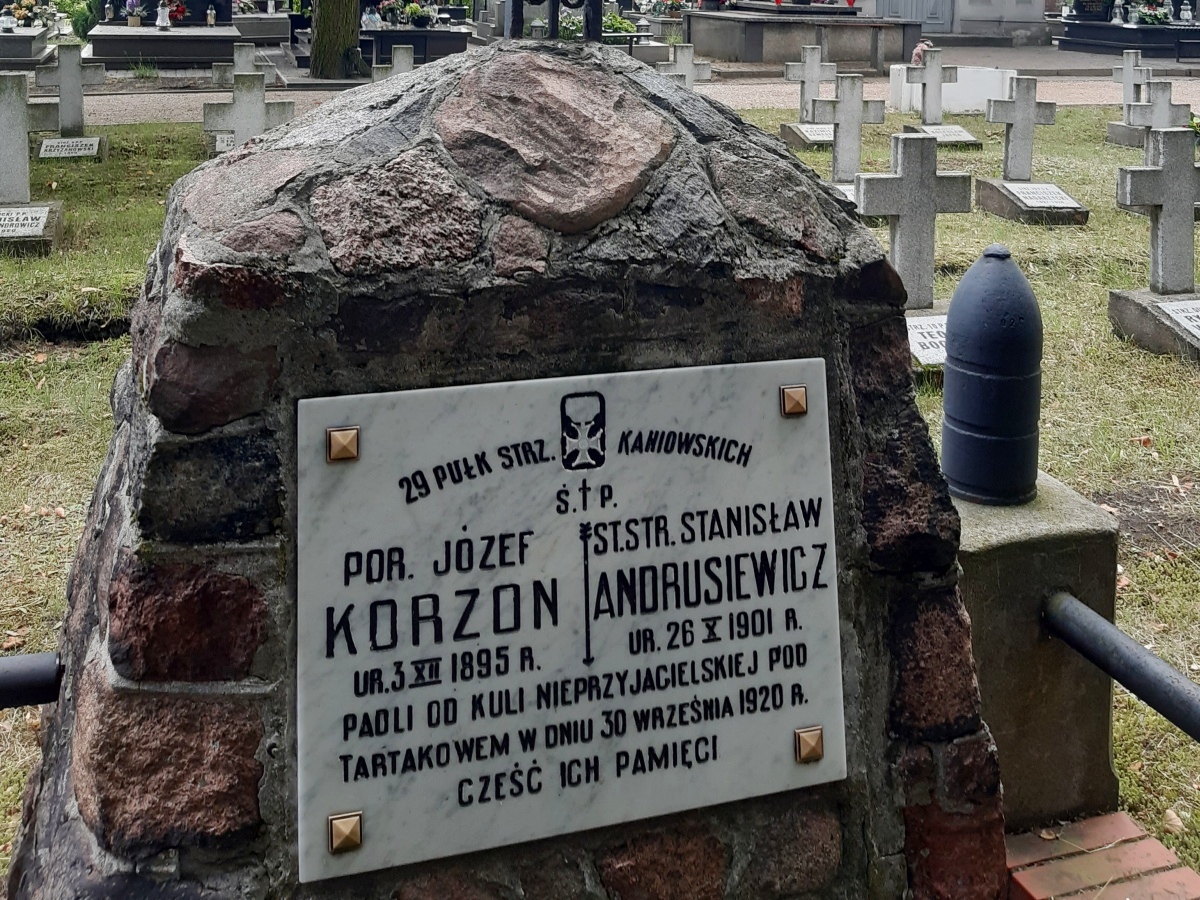 29 PUŁK STRZ. KANIOWSKICH
Ś.†P.
POR. JÓZEF
KORZON
UR. 3 XII 1895 R.
ST.STR. STANISŁAW
ANDRUSIEWICZ
UR. 26 X 1901 R.
PADLI OD KULI NIEPRZYJACIELSKIEJ POD
TARTAKOWEM W DNIU 30 WRZEŚNIA 1920 R.
CZEŚĆ ICH PAMIĘCI